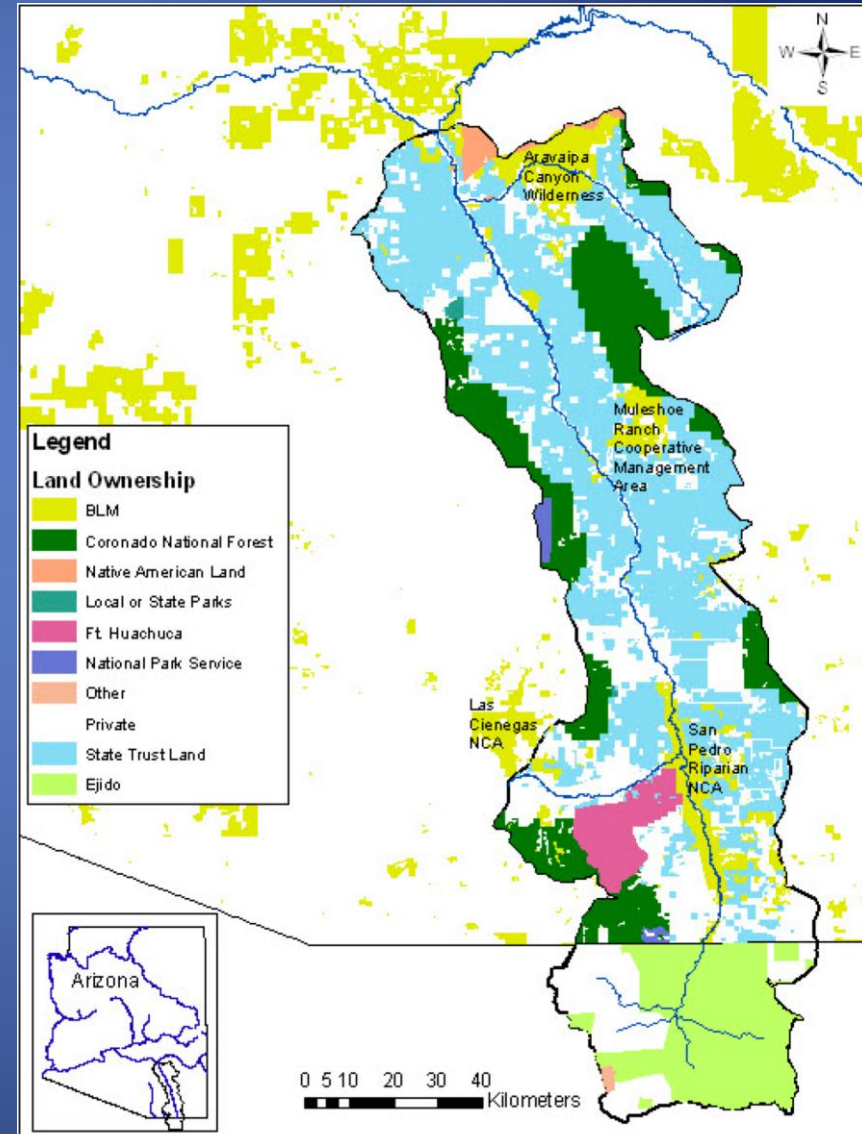 N
W E
S
Aravaipa
Canyon
Wilderness
Muleshoe
Ranch
Cooperative
Management
Area
Legend
Land Ownership
BLM
Coronado National Forest
Native American Land
Local or State Parks
Ft. Huachuca
National Park Service
Other
Private
State Trust Land
Ejido
Las
Cienegas
NCA
San
Pedro
Riparian
NCA
Arizona
0 5 10 20 30 40
Kilometers